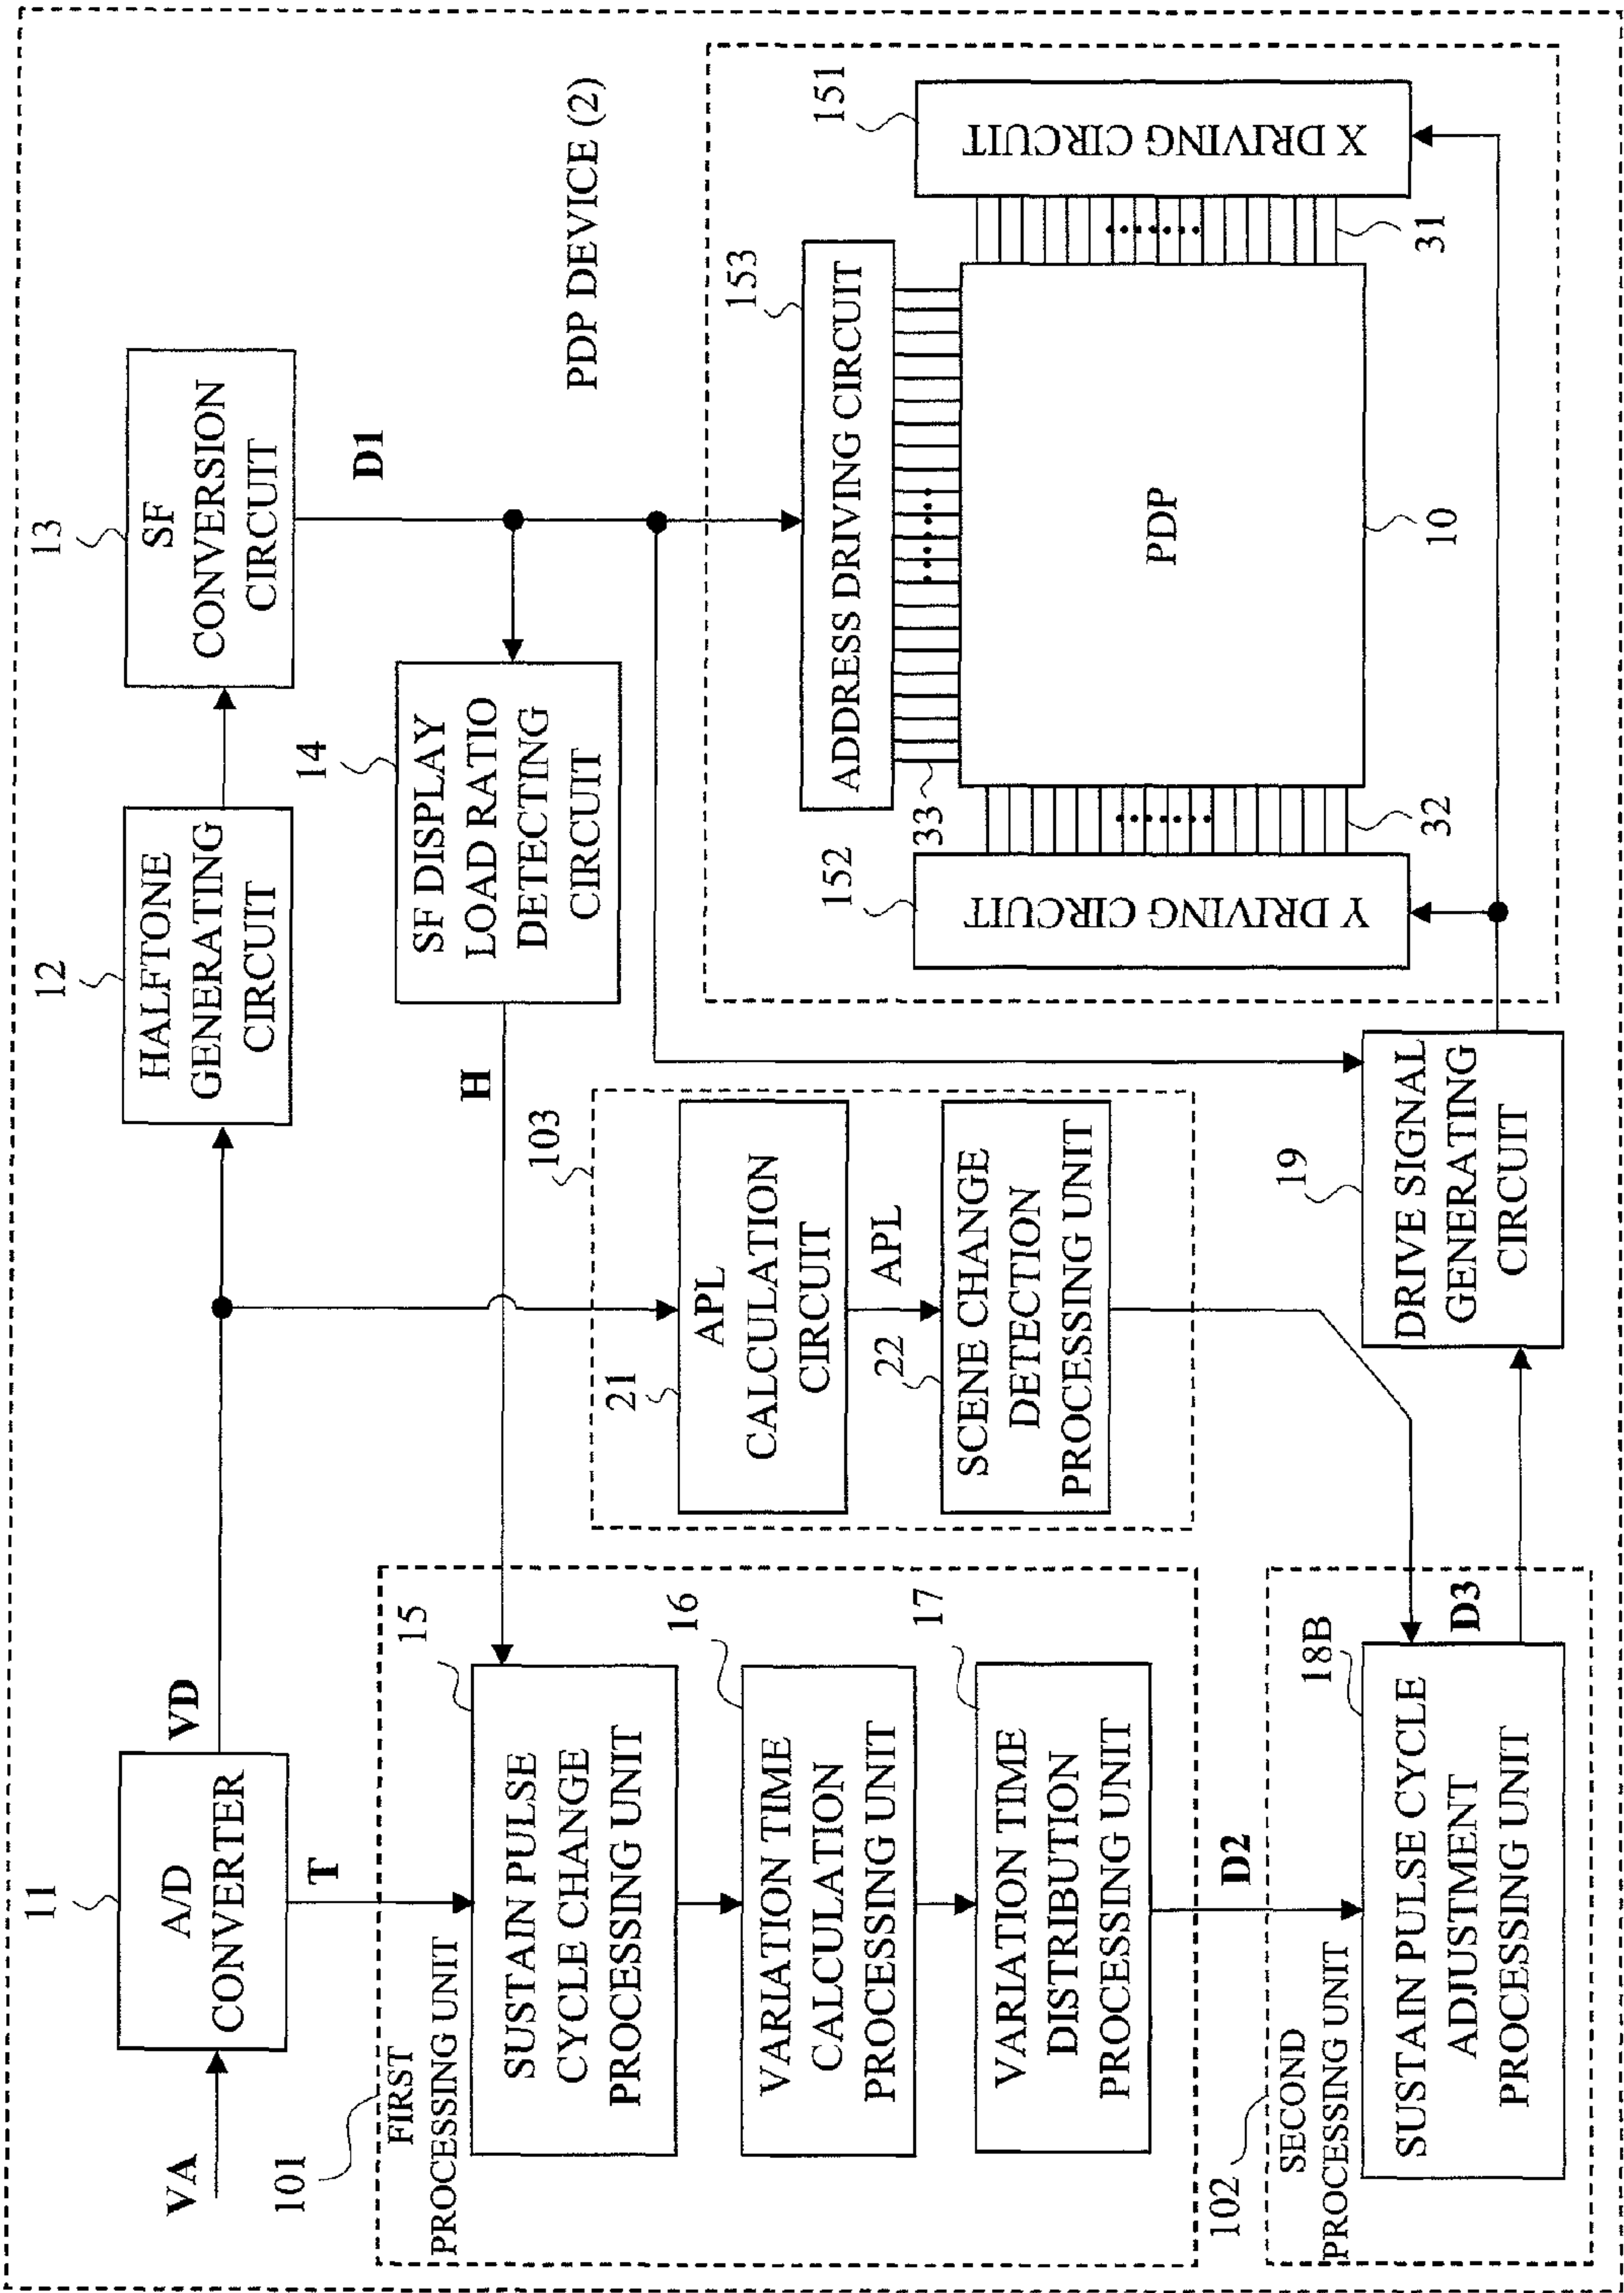 VA
11
A/D
CONVERTER
VD
T
12
HALFTONE
GENERATING
CIRCUIT
13
SF
CONVERSION
CIRCUIT
D1
PDP DEVICE (2)
14
SF DISPLAY
LOAD RATIO
DETECTING
CIRCUIT
H
101
FIRST
PROCESSING UNIT
15
SUSTAIN PULSE
CYCLE CHANGE
PROCESSING UNIT
16
VARIATION TIME
CALCULATION
PROCESSING UNIT
17
VARIATION TIME
DISTRIBUTION
PROCESSING UNIT
D2
103
21
APL
CALCULATION
CIRCUIT
APL
22
SCENE CHANGE
DETECTION
PROCESSING UNIT
102
SECOND
PROCESSING UNIT
18B
SUSTAIN PULSE CYCLE
ADJUSTMENT
PROCESSING UNIT
D3
19
DRIVE SIGNAL
GENERATING
CIRCUIT
153
ADDRESS DRIVING CIRCUIT
33
152
Y DRIVING CIRCUIT
32
PDP
10
151
X DRIVING CIRCUIT
31